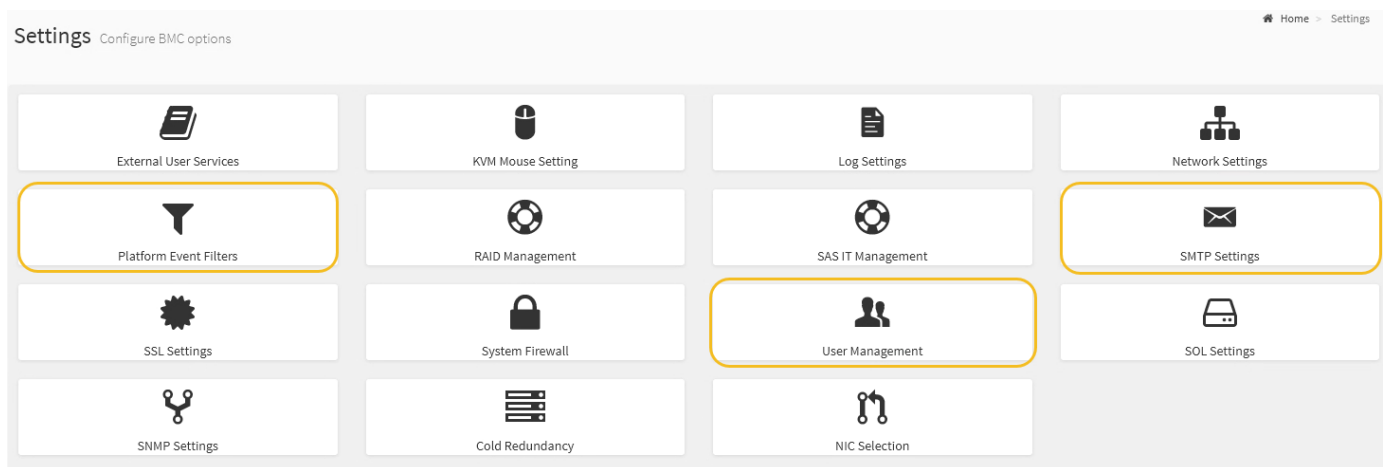 Settings Configure BMC options
Home > Settings
External User Services
KVM Mouse Setting
Log Settings
Network Settings
Platform Event Filters
RAID Management
SAS IT Management
SMTP Settings
SSL Settings
System Firewall
User Management
SOL Settings
SNMP Settings
Cold Redundancy
NIC Selection